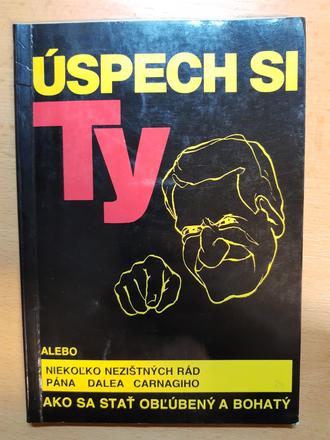 ÚSPECH SI
Ty
ALEBO
NIEKOĽKO NEZIŠTNÝCH RÁD
PÁNA DALEA CARNAGIHO
AKO SA STAŤ OBĽÚBENÝ A BOHATÝ